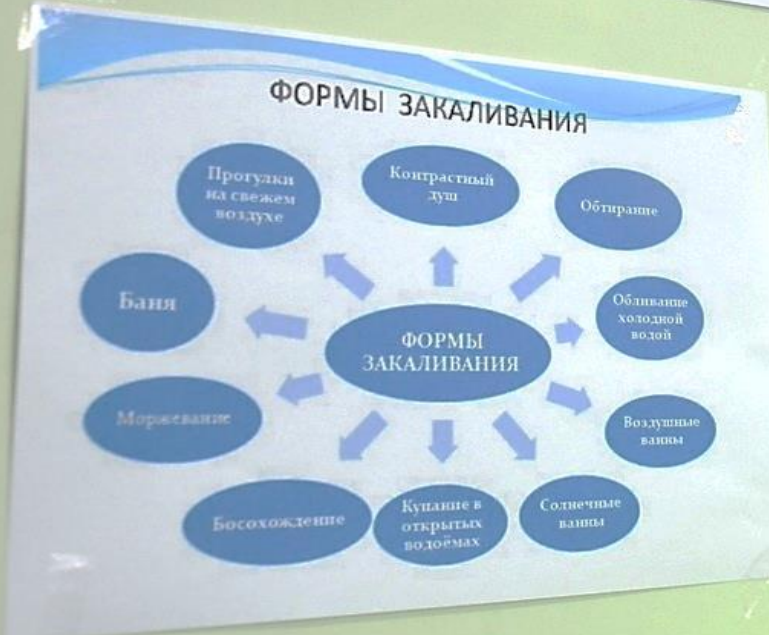 ФОРМЫ ЗАКАЛИВАНИЯ
Прогулки
на свежем
воздухе
Контрастный
душ
Обтирание
Баня
Обливание
холодной
водой
ФОРМЫ
ЗАКАЛИВАНИЯ
Моржевание
Воздушные
ванны
Босохождение
Купание в
открытых
водоёмах
Солнечные
ванны